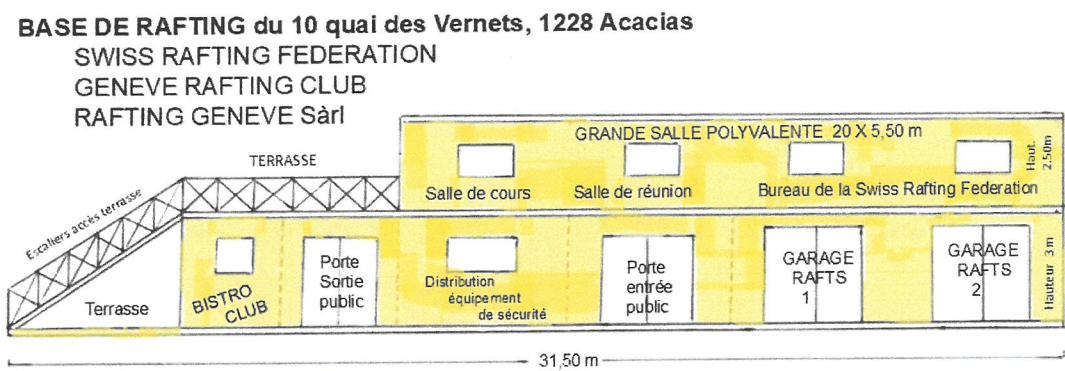 BASE DE RAFTING du 10 quai des Vernets, 1228 Acacias
SWISS RAFTING FEDERATION
GENEVE RAFTING CLUB
RAFTING GENEVE Sàrl
GRANDE SALLE POLYVALENTE 20 X 5,50 m
Haut.
2.50m
TERRASSE
Salle de cours
Salle de réunion
Bureau de la Swiss Rafting Federation
Escaliers accès terrasse
Terrasse
BISTRO
CLUB
Porte
Sortie
public
Distribution
équipement
de sécurité
Porte
entrée
public
GARAGE
RAFTS
1
GARAGE
RAFTS
2
Hauteur 3 m
31,50 m